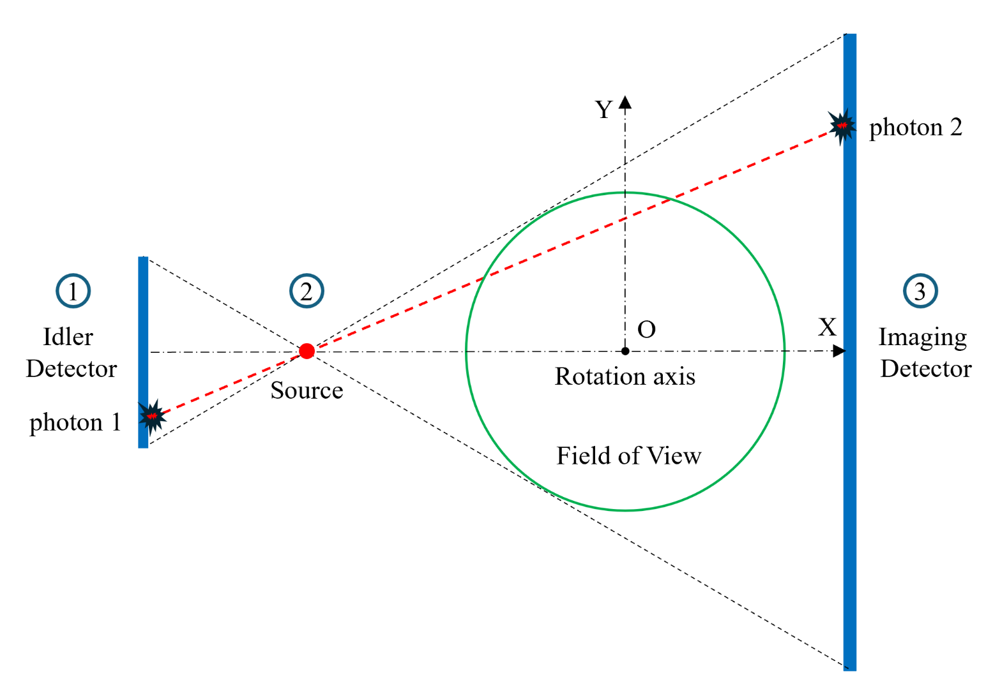 Y
photon 2
1
2
3
Idler
Detector
O
X
Imaging
Detector
Source
Rotation axis
photon 1
Field of View